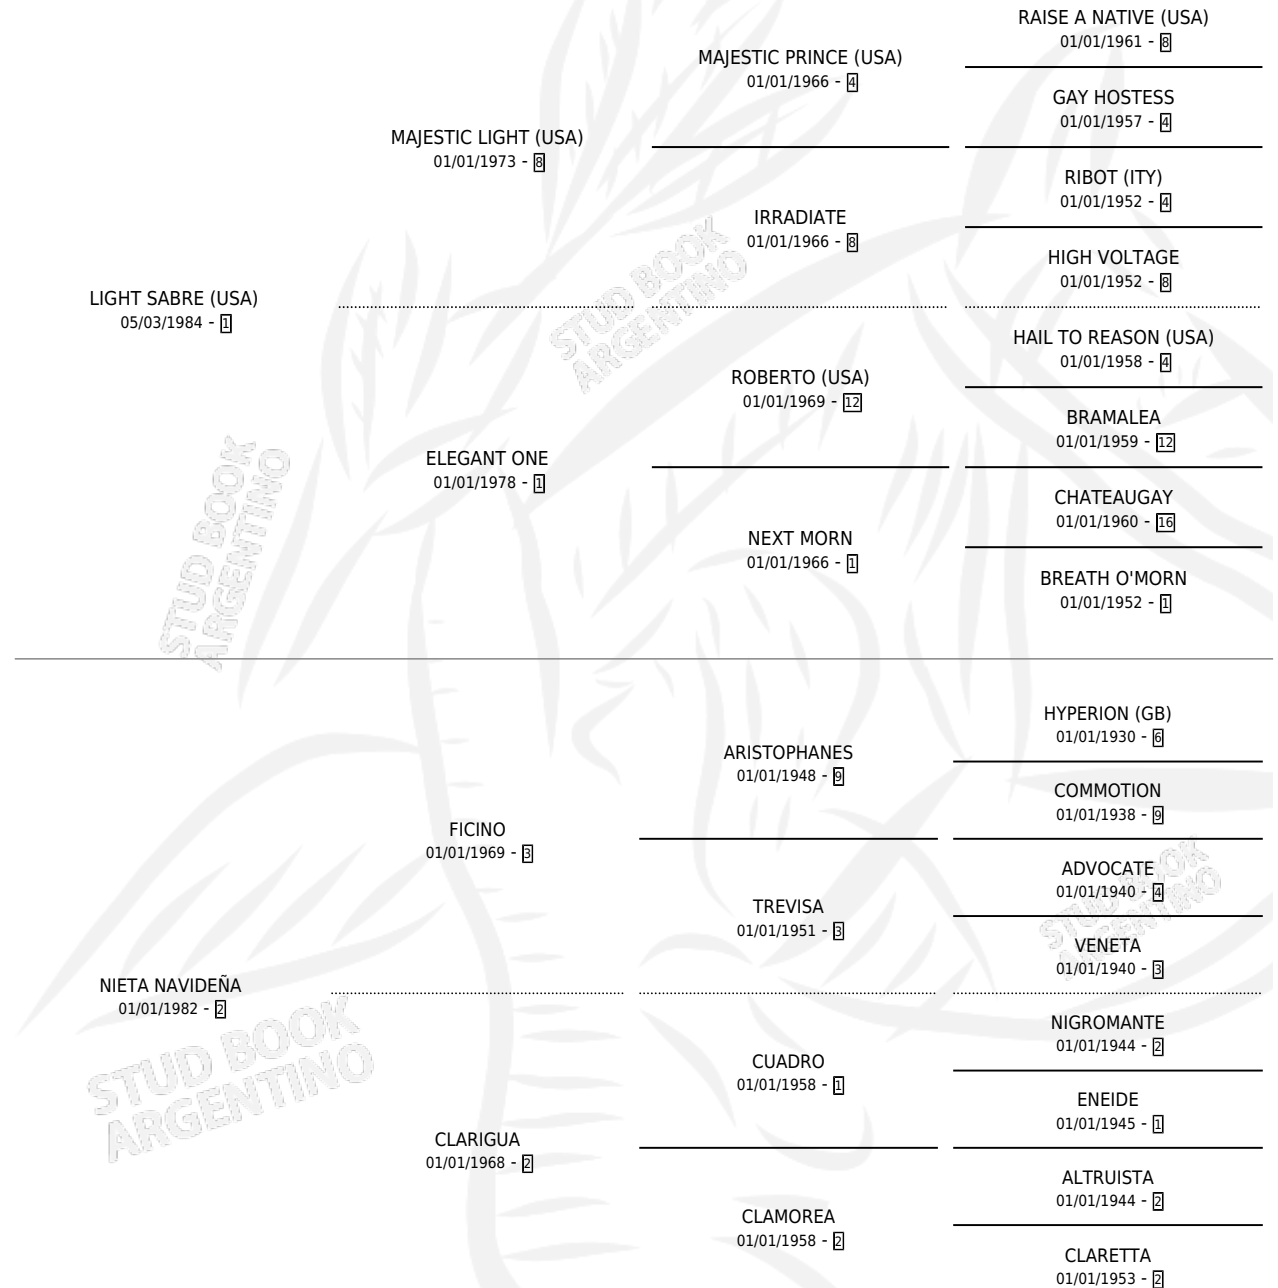 RAISE A NATIVE (USA)
01/01/1961 - 8
MAJESTIC PRINCE (USA)
01/01/1966 - 4
GAY HOSTESS
01/01/1957 - 4
MAJESTIC LIGHT (USA)
01/01/1973 - 8
RIBOT (ITY)
01/01/1952 - 4
IRRADIATE
01/01/1966 - 8
HIGH VOLTAGE
01/01/1952 - 8
LIGHT SABRE (USA)
05/03/1984 - 1
HAIL TO REASON (USA)
01/01/1958 - 4
ROBERTO (USA)
01/01/1969 - 12
BRAMALEA
01/01/1959 - 12
ELEGANT ONE
01/01/1978 - 1
CHATEAUGAY
01/01/1960 - 16
NEXT MORN
01/01/1966 - 1
BREATH O'MORN
01/01/1952 - 1
HYPERION (GB)
01/01/1930 - 6
ARISTOPHANES
01/01/1948 - 9
COMMOTION
01/01/1938 - 9
FICINO
01/01/1969 - 3
ADVOCATE
01/01/1940 - 4
TREVISA
01/01/1951 - 3
VENETA
01/01/1940 - 3
NIETA NAVIDEÑA
01/01/1982 - 2
NIGROMANTE
01/01/1944 - 2
CUADRO
01/01/1958 - 1
ENEIDE
01/01/1945 - 1
CLARIGUA
01/01/1968 - 2
ALTRUISTA
01/01/1944 - 2
CLAMOREA
01/01/1958 - 2
CLARETTA
01/01/1953 - 2
STUD BOOK
ARGENTINO
STUD BOOK
ARGENTINO
STUD BOOK
ARGENTINO
STUD BOOK
ARGENTINO